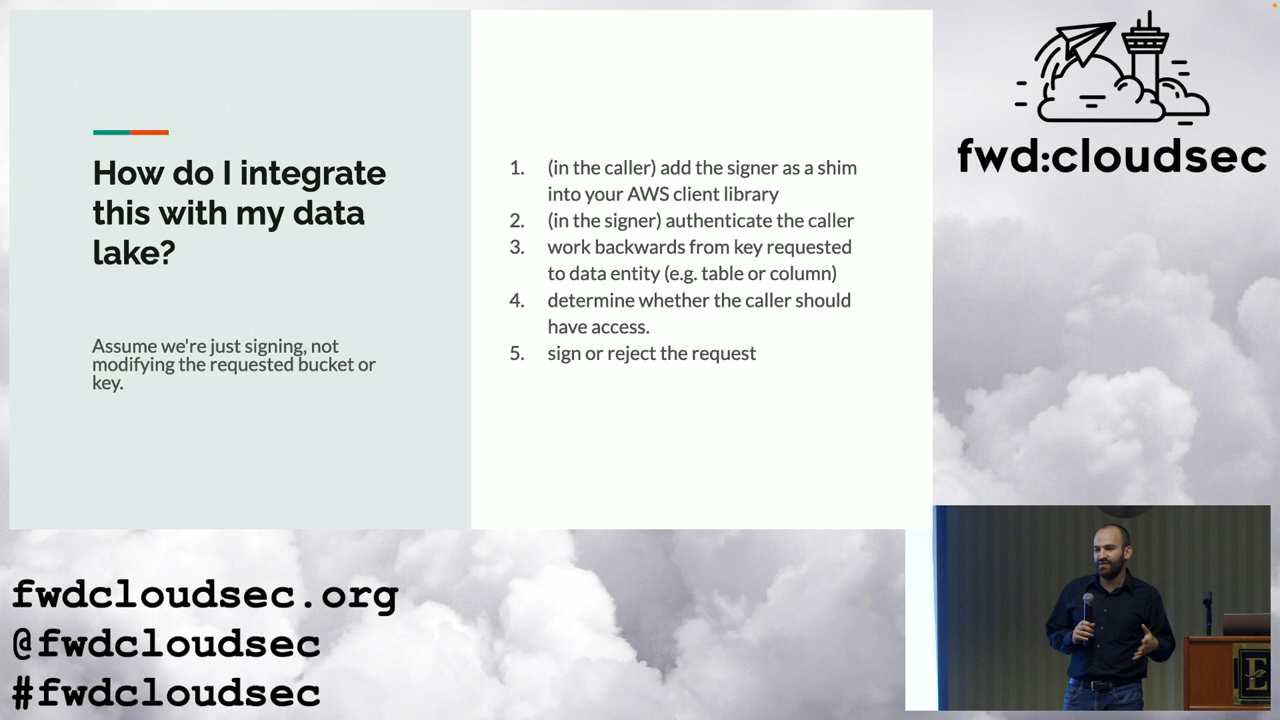 How do I integrate
this with my data
lake?
Assume we're just signing, not
modifying the requested bucket or
key.
1. (in the caller) add the signer as a shim
into your AWS client library
2. (in the signer) authenticate the caller
3. work backwards from key requested
to data entity (e.g. table or column)
4. determine whether the caller should
have access.
5. sign or reject the request
fwd:cloudsec
fwdcloudsec.org
@fwdcloudsec
#fwdcloudsec
E